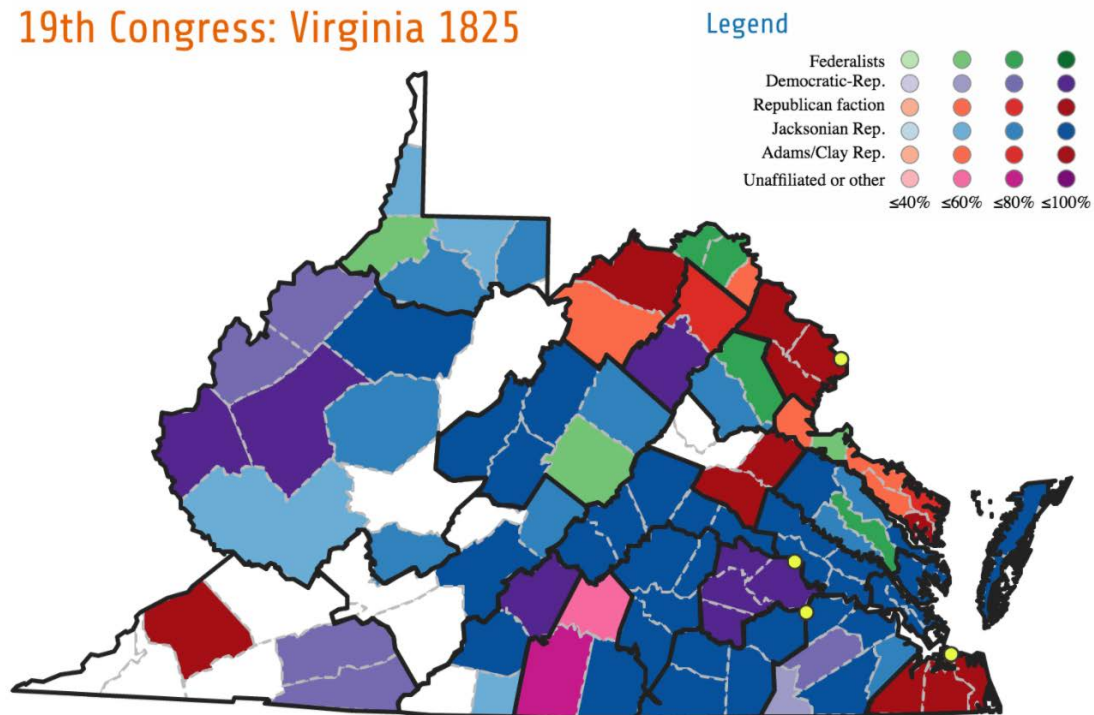 19th Congress: Virginia 1825
Legend
Federalists
Democratic-Rep.
Republican faction
Jacksonian Rep.
Adams/Clay Rep.
Unaffiliated or other
≤40% ≤60% ≤80% ≤100%